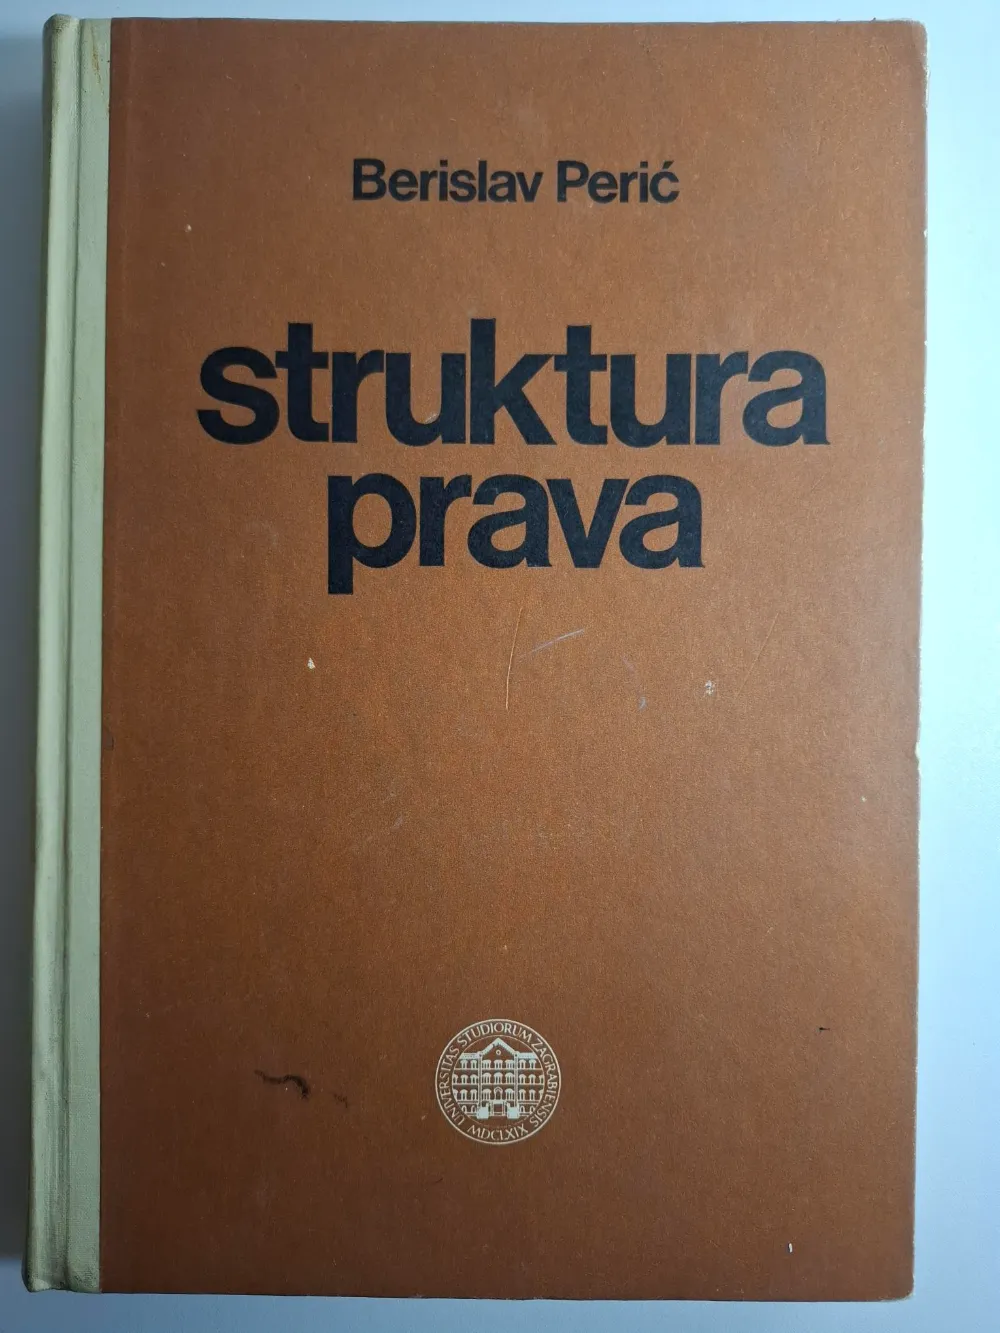 Berislav Perić
struktura
prava
UNIVERSITAS STUDIORUM ZAGRABIENSIS
MDCLXIX